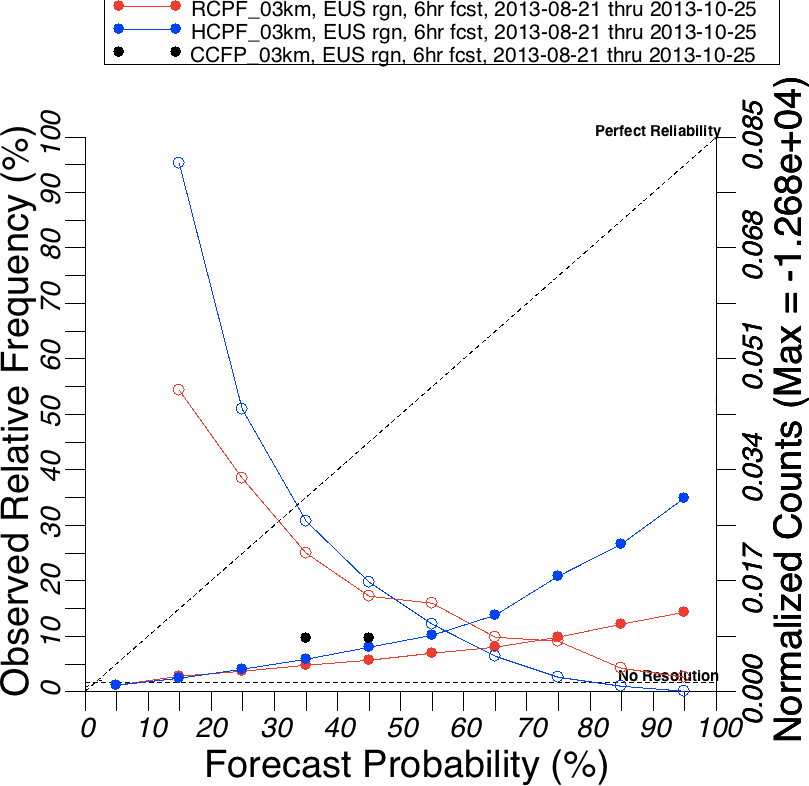 RCPF_03km, EUS rgn, 6hr fcst, 2013-08-21 thru 2013-10-25
HCPF_03km, EUS rgn, 6hr fcst, 2013-08-21 thru 2013-10-25
CCFP_03km, EUS rgn, 6hr fcst, 2013-08-21 thru 2013-10-25
Observed Relative Frequency (%)
100
90
80
70
60
50
40
30
20
10
0
Perfect Reliability
No Resolution
0.085
0.068
0.051
0.034
0.017
0.000
Normalized Counts (Max = -1.268e+04)
0 10 20 30 40 50 60 70 80 90 100
Forecast Probability (%)